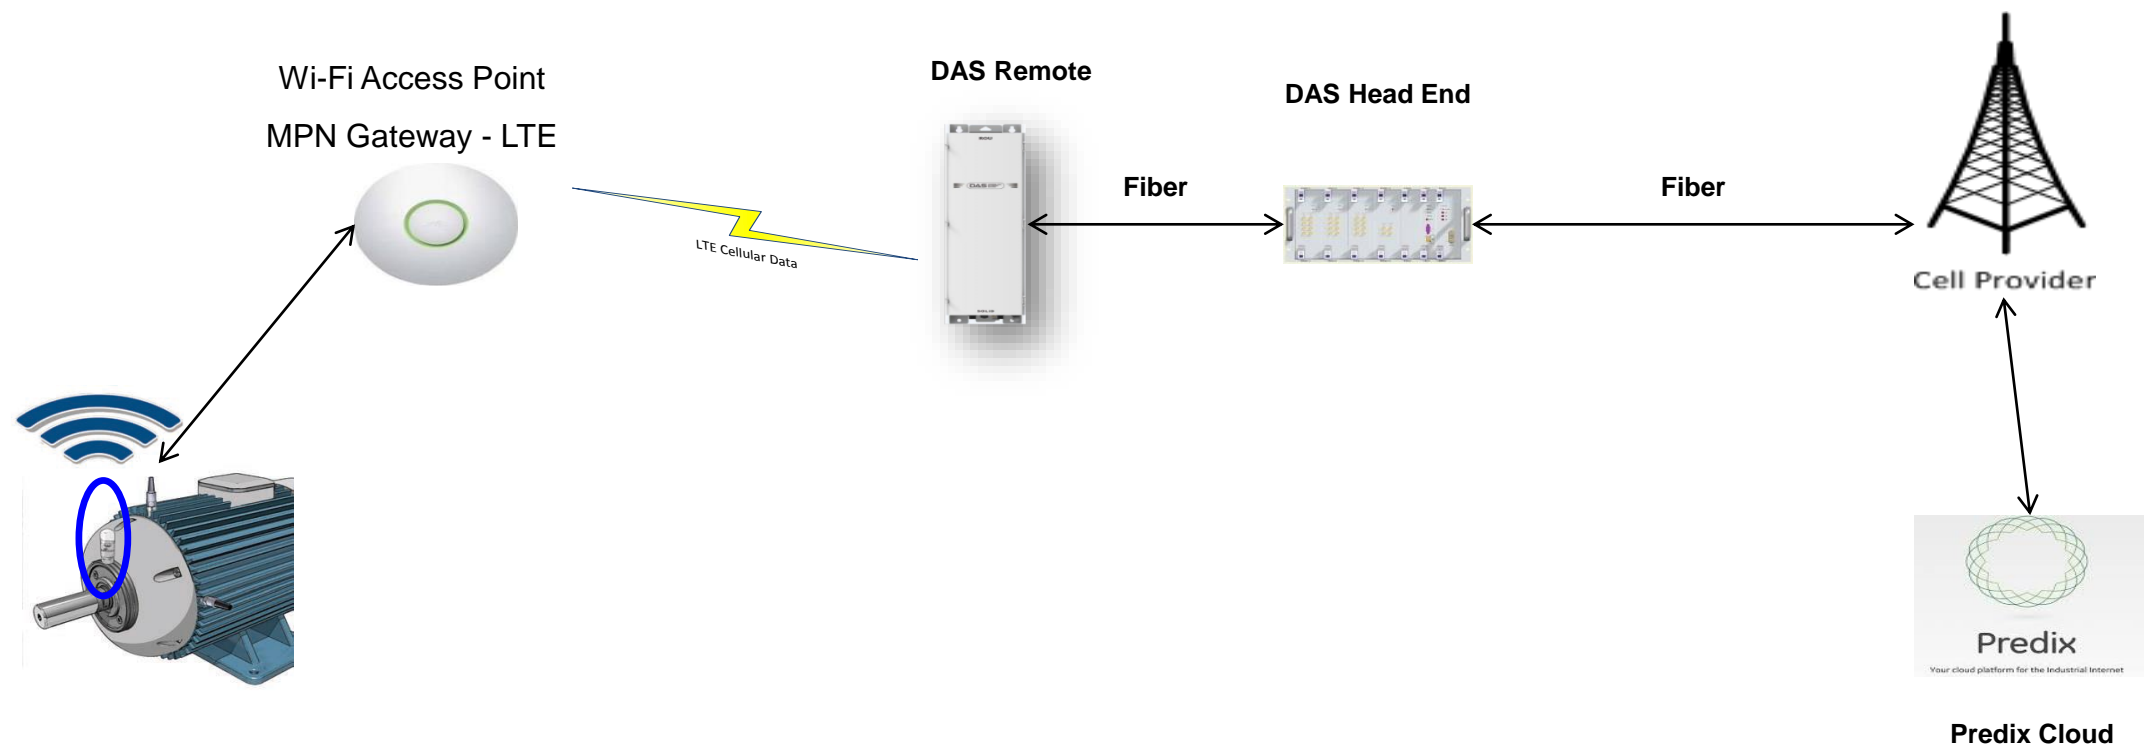 Wi-Fi Access Point
MPN Gateway - LTE
DAS Remote
DAS Head End
Fiber
Fiber
LTE Cellular Data
DAS
Cell Provider
Predix
Your cloud platform for the Industrial Internet
Predix Cloud